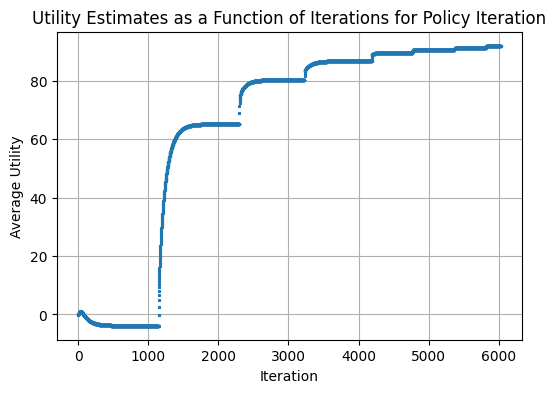 Utility Estimates as a Function of Iterations for Policy Iteration
80
60
40
20
0
Average Utility
0 1000 2000 3000 4000 5000 6000
Iteration